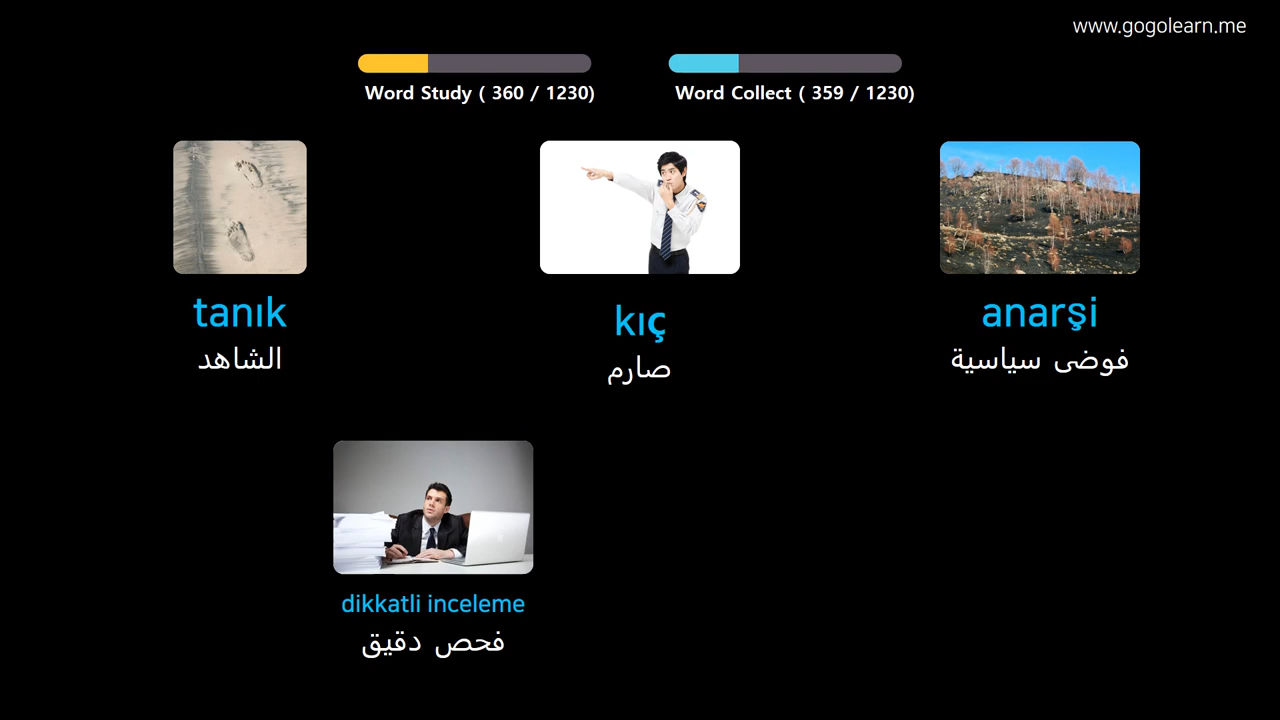 www.gogolearn.me
Word Study ( 360 / 1230)
Word Collect ( 359 / 1230)
tanık
الشاهد
kıç
صارم
anarşi
فوضى سياسية
dikkatli inceleme
فحص دقيق